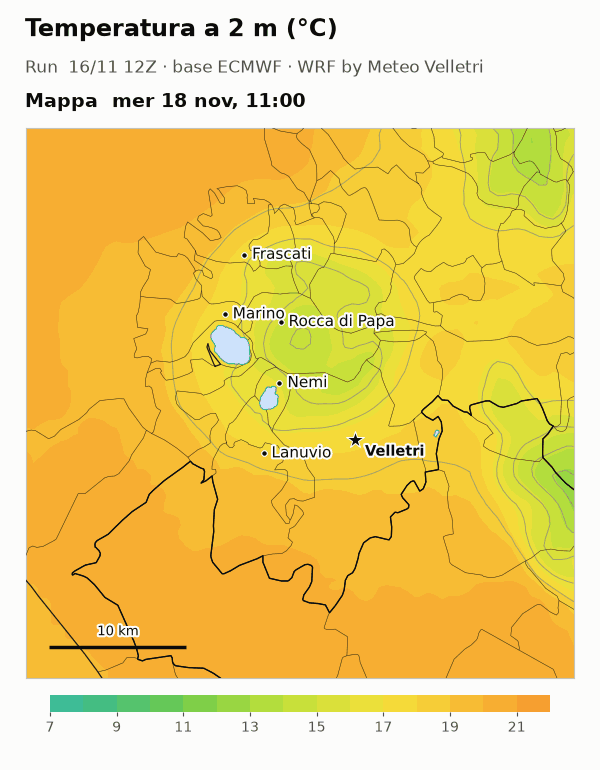 Temperatura a 2 m (°C)
Run  16/11 12Z · base ECMWF · WRF by Meteo Velletri
Mappa  mer 18 nov, 11:00
Frascati
Marino
Rocca di Papa
Nemi
Velletri
Lanuvio
10 km
7 9 11 13 15 17 19 21